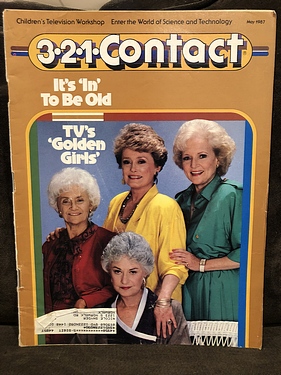 Children's Television Workshop Enter the World of Science and Technology May 1987
3-2-1-Contact
It's 'In'
To Be Old
TV's
'Golden
Girls'